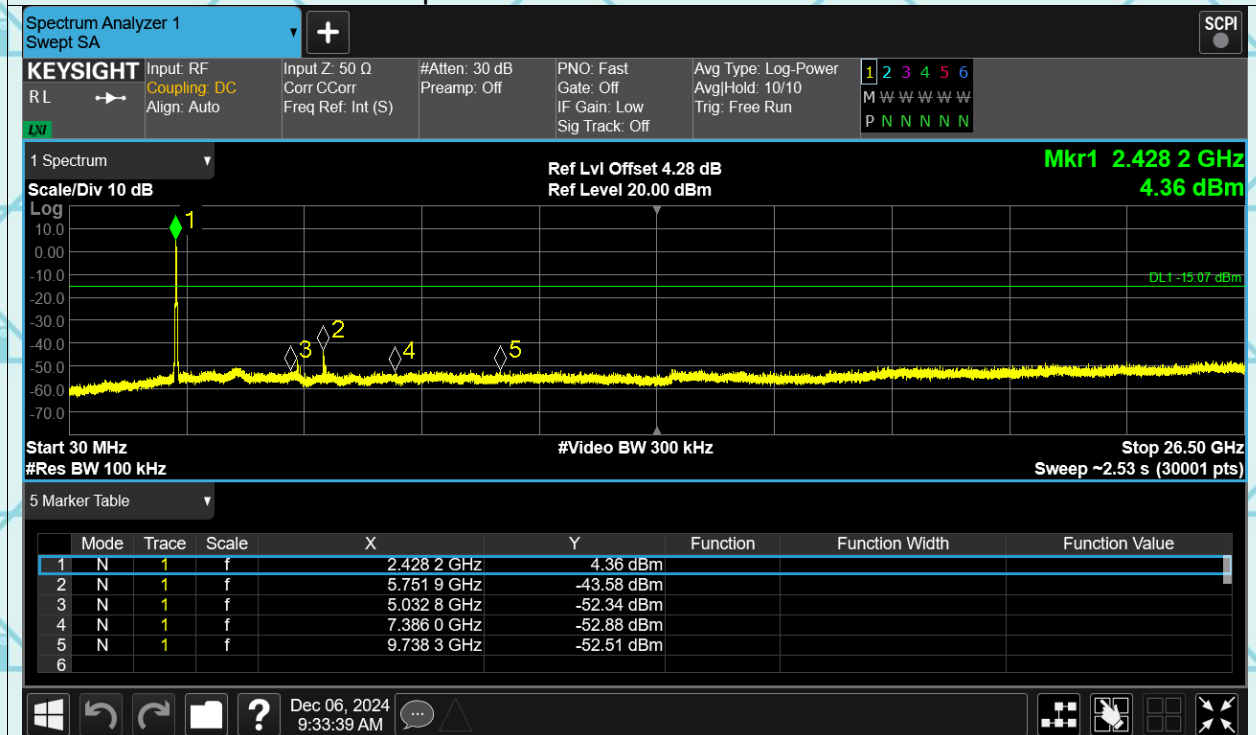 Spectrum Analyzer 1
Swept SA
+
SCPI
KEYSIGHT
RL
LXI
Input: RF
Coupling: DC
Align: Auto
Input Z: 50 Ω
Corr CCorr
Freq Ref: Int (S)
#Atten: 30 dB
Preamp: Off
PNO: Fast
Gate: Off
IF Gain: Low
Sig Track: Off
Avg Type: Log-Power
Avg|Hold: 10/10
Trig: Free Run
1 2 3 4 5 6
M W W W W W
P N N N N N
1 Spectrum
Scale/Div 10 dB
Log
Ref Lvl Offset 4.28 dB
Ref Level 20.00 dBm
Mkr1 2.428 2 GHz
4.36 dBm
10.0
0.00
-10.0
-20.0
-30.0
-40.0
-50.0
-60.0
-70.0
1
3
2
4
5
DL1 -15.07 dBm
Start 30 MHz
#Res BW 100 kHz
#Video BW 300 kHz
Stop 26.50 GHz
Sweep ~2.53 s (30001 pts)
5 Marker Table
Mode Trace Scale X Y Function Function Width Function Value
1 N 1 f 2.428 2 GHz 4.36 dBm
2 N 1 f 5.751 9 GHz -43.58 dBm
3 N 1 f 5.032 8 GHz -52.34 dBm
4 N 1 f 7.386 0 GHz -52.88 dBm
5 N 1 f 9.738 3 GHz -52.51 dBm
6
?
Dec 06, 2024
9:33:39 AM